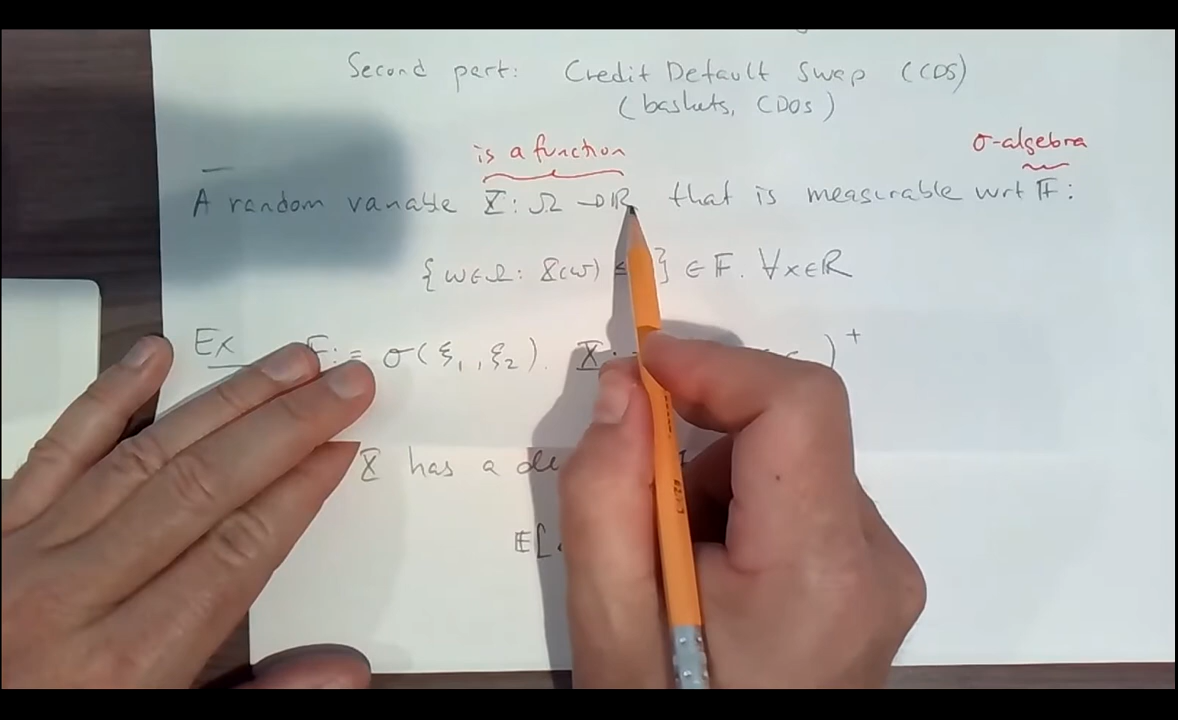 Second part: Credit Default Swap (CDS)
(baskets, CDOs)
is a function
σ-algebra
A random variable X: Ω → ℝ that is measurable wrt F:
{ω∈Ω: X(ω) ≤ } ∈ F. ∀x∈R
Ex F:= σ(ξ₁, ξ₂). X: )⁺
X has a de
E[